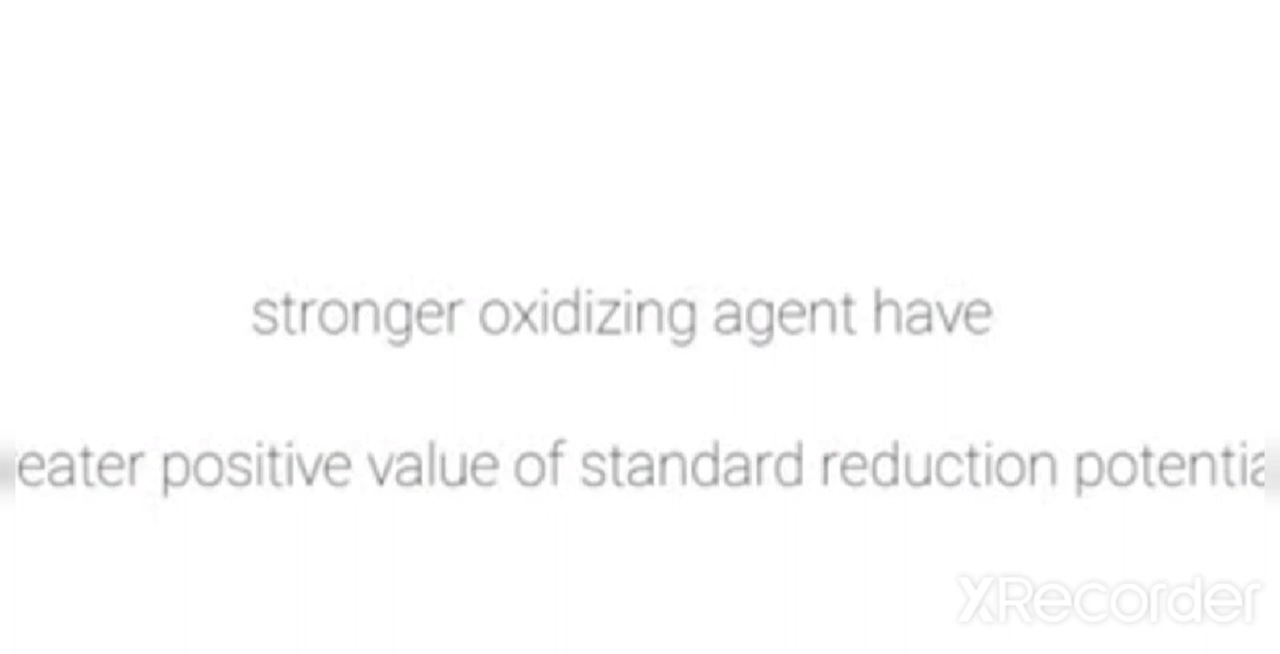 stronger oxidizing agent have
eater positive value of standard reduction potentia
XRecorder